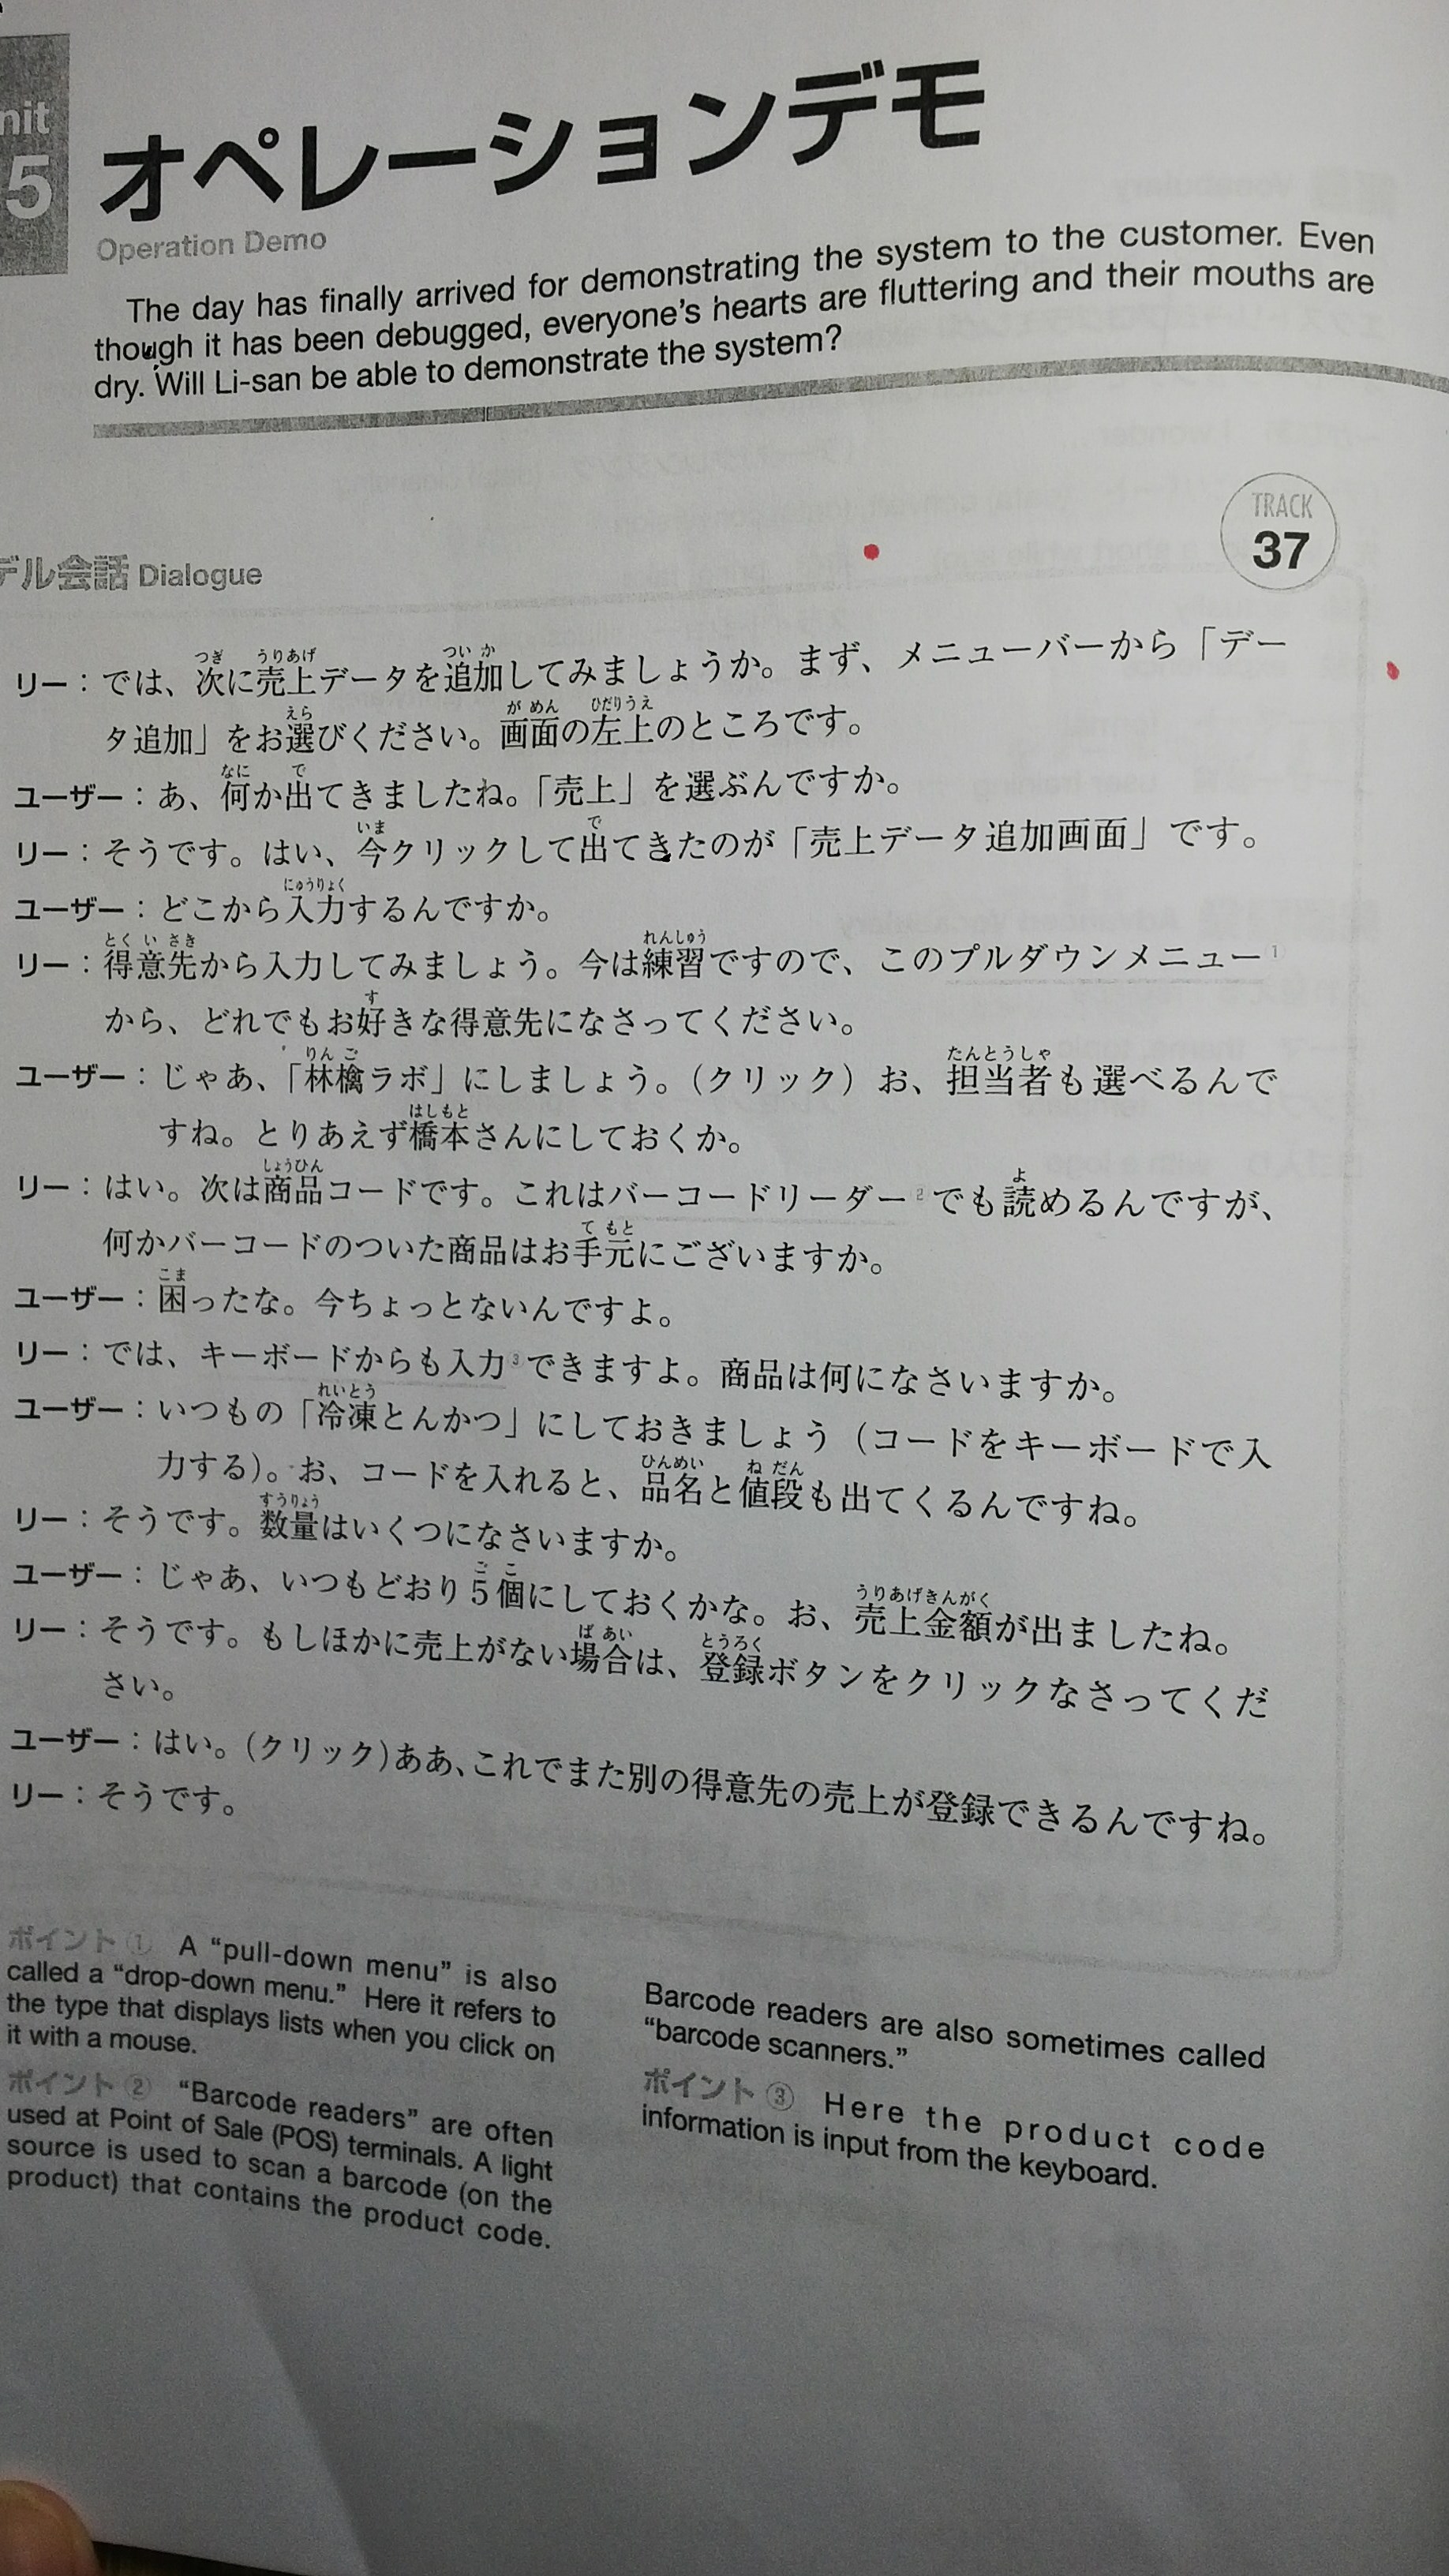 nit
5
オペレーションデモ
Operation Demo
The day has finally arrived for demonstrating the system to the customer. Even
though it has been debugged, everyone's hearts are fluttering and their mouths are
dry. Will Li-san be able to demonstrate the system?
デル会話 Dialogue
TRACK
37
リー：では、次に売上データを追加してみましょうか。まず、メニューバーから「デー
タ追加」をお選びください。画面の左上のところです。
ユーザー：あ、何か出てきましたね。「売上」を選ぶんですか。
リー：そうです。はい、今クリックして出てきたのが「売上データ追加画面」です。
ユーザー：どこから入力するんですか。
リー：得意先から入力してみましょう。今は練習ですので、このプルダウンメニュー1
から、どれでもお好きな得意先になさってください。
ユーザー：じゃあ、「林檎ラボ」にしましょう。(クリック) お、担当者も選べるんで
すね。とりあえず橋本さんにしておくか。
リー：はい。次は商品コードです。これはバーコードリーダー2でも読めるんですが、
何かバーコードのついた商品はお手元にございますか。
ユーザー：困ったな。今ちょっとないんですよ。
リー：では、キーボードからも入力3できますよ。商品は何になさいますか。
ユーザー：いつもの「冷凍とんかつ」にしておきましょう（コードをキーボードで入
力する)。お、コードを入れると、品名と値段も出てくるんですね。
リー：そうです。数量はいくつになさいますか。
ユーザー：じゃあ、いつもどおり5個にしておくかな。お、売上金額が出ましたね。
リー：そうです。もしほかに売上がない場合は、登録ボタンをクリックなさってくだ
さい。
ユーザー：はい。(クリック)ああ、これでまた別の得意先の売上が登録できるんですね。
リー：そうです。
ポイント① A “pull-down menu” is also
called a “drop-down menu.” Here it refers to
the type that displays lists when you click on
it with a mouse.
ポイント② “Barcode readers” are often
used at Point of Sale (POS) terminals. A light
source is used to scan a barcode (on the
product) that contains the product code.
Barcode readers are also sometimes called
“barcode scanners.”
ポイント③ Here the product code
information is input from the keyboard.